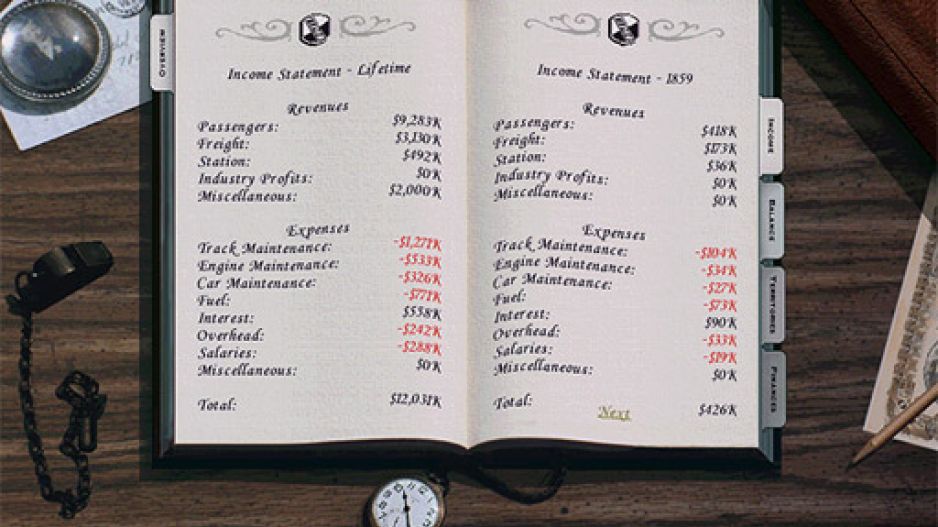 OVERVIEW
Income Statement - Lifetime
Revenues
Passengers: $9,283K
Freight: $3,130K
Station: $492K
Industry Profits: $0K
Miscellaneous: $2,000K
Expenses
Track Maintenance: -$1,271K
Engine Maintenance: -$533K
Car Maintenance: -$326K
Fuel: -$771K
Interest: $558K
Overhead: -$242K
Salaries: -$288K
Miscellaneous: $0K
Total: $12,031K
Income Statement - 1859
Revenues
Passengers: $418K
Freight: $173K
Station: $36K
Industry Profits: $0K
Miscellaneous: $0K
Expenses
Track Maintenance: -$104K
Engine Maintenance: -$34K
Car Maintenance: -$27K
Fuel: -$73K
Interest: $90K
Overhead: -$33K
Salaries: -$19K
Miscellaneous: $0K
Total: $426K
Next
INCOME
BALANCE
TERRITORIES
FINANCES